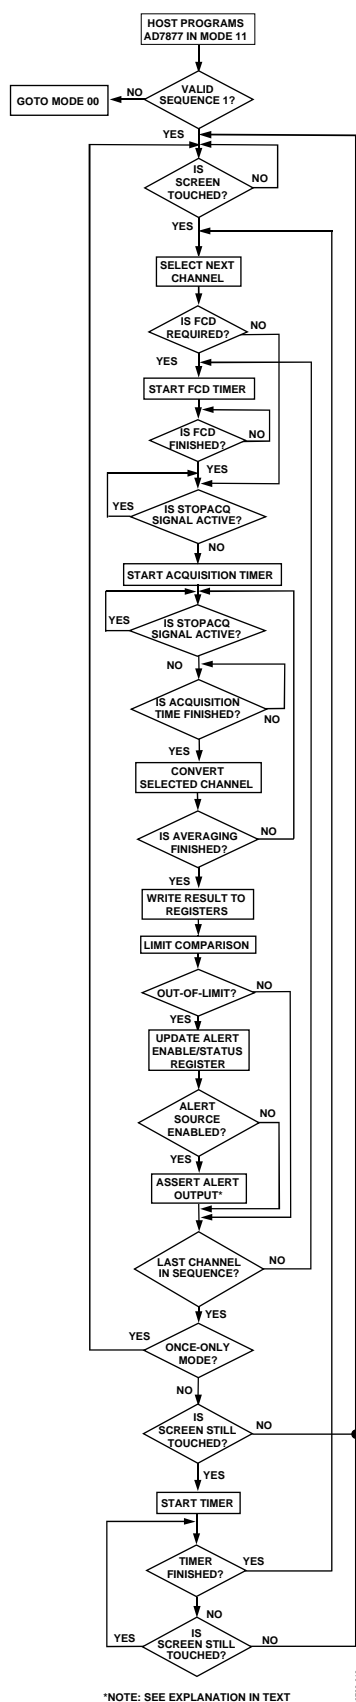 HOST PROGRAMS
AD7877 IN MODE 11
VALID
SEQUENCE 1?
NO
GOTO MODE 00
YES
IS
SCREEN
TOUCHED?
NO
YES
SELECT NEXT
CHANNEL
IS FCD
REQUIRED?
NO
YES
START FCD TIMER
IS FCD
FINISHED?
NO
YES
IS STOPACQ
SIGNAL ACTIVE?
YES
NO
START ACQUISITION TIMER
IS STOPACQ
SIGNAL ACTIVE?
YES
NO
IS ACQUISITION
TIME FINISHED?
NO
YES
CONVERT
SELECTED CHANNEL
IS AVERAGING
FINISHED?
NO
YES
WRITE RESULT TO
REGISTERS
LIMIT COMPARISON
OUT-OF-LIMIT?
NO
YES
UPDATE ALERT
ENABLE/STATUS
REGISTER
ALERT
SOURCE
ENABLED?
NO
YES
ASSERT ALERT
OUTPUT*
LAST CHANNEL
IN SEQUENCE?
NO
YES
ONCE-ONLY
MODE?
YES
NO
IS
SCREEN STILL
TOUCHED?
NO
YES
START TIMER
TIMER
FINISHED?
YES
NO
IS
SCREEN STILL
TOUCHED?
YES
NO
*NOTE: SEE EXPLANATION IN TEXT